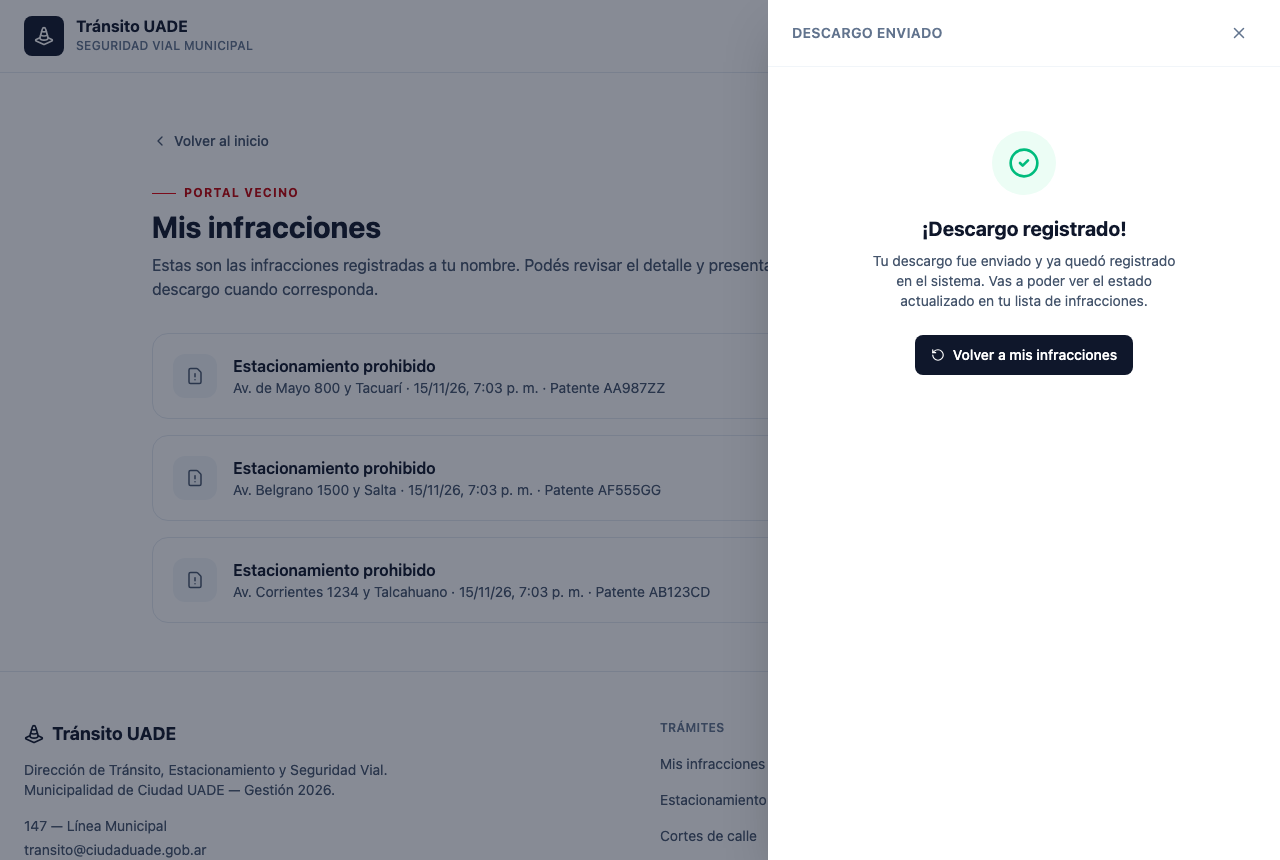 Tránsito UADE
SEGURIDAD VIAL MUNICIPAL
Volver al inicio
PORTAL VECINO
Mis infracciones
Estas son las infracciones registradas a tu nombre. Podés revisar el detalle y presenta
descargo cuando corresponda.
Estacionamiento prohibido
Av. de Mayo 800 y Tacuarí · 15/11/26, 7:03 p. m. · Patente AA987ZZ
Estacionamiento prohibido
Av. Belgrano 1500 y Salta · 15/11/26, 7:03 p. m. · Patente AF555GG
Estacionamiento prohibido
Av. Corrientes 1234 y Talcahuano · 15/11/26, 7:03 p. m. · Patente AB123CD
Tránsito UADE
Dirección de Tránsito, Estacionamiento y Seguridad Vial.
Municipalidad de Ciudad UADE — Gestión 2026.
147 — Línea Municipal
transito@ciudaduade.gob.ar
TRÁMITES
Mis infracciones
Estacionamiento
Cortes de calle
DESCARGO ENVIADO
¡Descargo registrado!
Tu descargo fue enviado y ya quedó registrado
en el sistema. Vas a poder ver el estado
actualizado en tu lista de infracciones.
Volver a mis infracciones